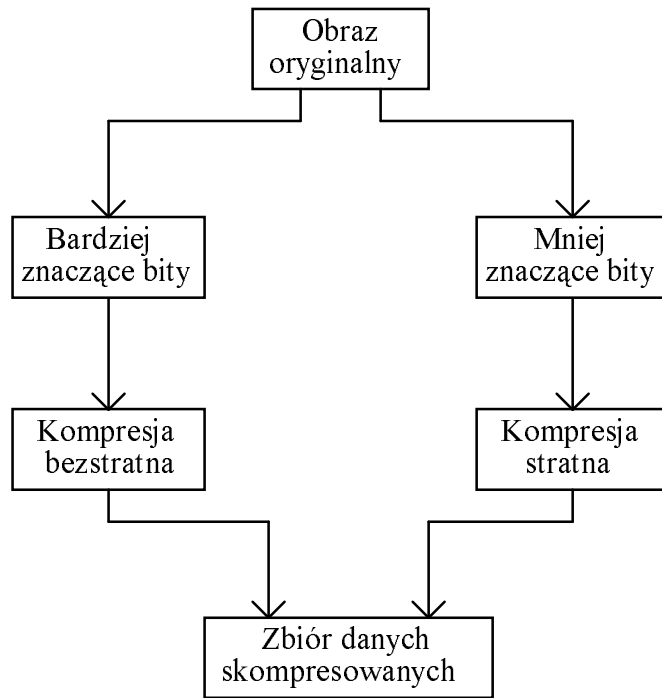 Obraz
oryginalny
Bardziej
znaczące bity
Mniej
znaczące bity
Kompresja
bezstratna
Kompresja
stratna
Zbiór danych
skompresowanych